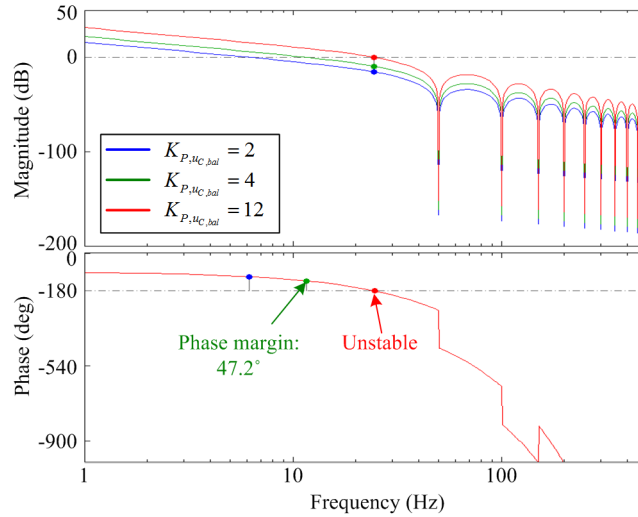 50
0
-100
-200
Magnitude (dB)
K_{P,u_{C,bal}} = 2
K_{P,u_{C,bal}} = 4
K_{P,u_{C,bal}} = 12
0
-180
-540
-900
Phase (deg)
Phase margin:
47.2°
Unstable
1
10
100
400
Frequency (Hz)